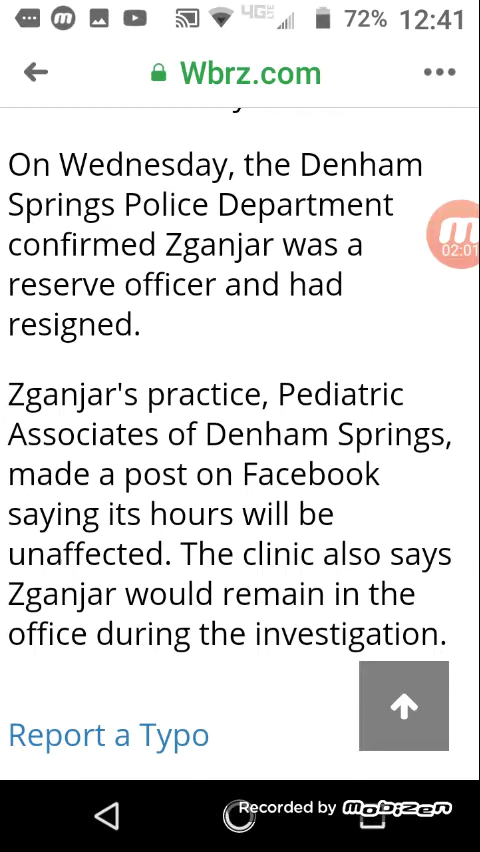 4G 72% 12:41
Wbrz.com
On Wednesday, the Denham
Springs Police Department
confirmed Zganjar was a
reserve officer and had
resigned.
02:01
Zganjar's practice, Pediatric
Associates of Denham Springs,
made a post on Facebook
saying its hours will be
unaffected. The clinic also says
Zganjar would remain in the
office during the investigation.
Report a Typo
Recorded by mobizen